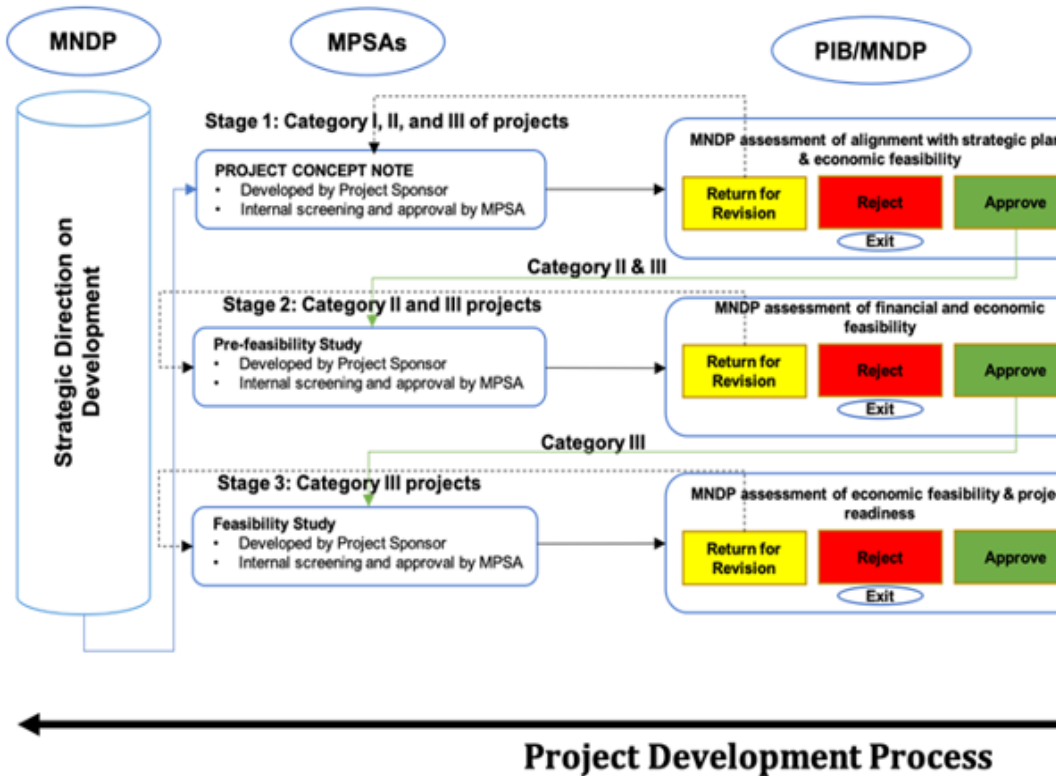 MNDP
MPSAs
PIB/MNDP
Strategic Direction on
Development
Stage 1: Category I, II, and III of projects
PROJECT CONCEPT NOTE
• Developed by Project Sponsor
• Internal screening and approval by MPSA
MNDP assessment of alignment with strategic plan
& economic feasibility
Return for
Revision
Reject
Approve
Exit
Category II & III
Stage 2: Category II and III projects
Pre-feasibility Study
• Developed by Project Sponsor
• Internal screening and approval by MPSA
MNDP assessment of financial and economic
feasibility
Return for
Revision
Reject
Approve
Exit
Category III
Stage 3: Category III projects
Feasibility Study
• Developed by Project Sponsor
• Internal screening and approval by MPSA
MNDP assessment of economic feasibility & proje
readiness
Return for
Revision
Reject
Approve
Exit
Project Development Process